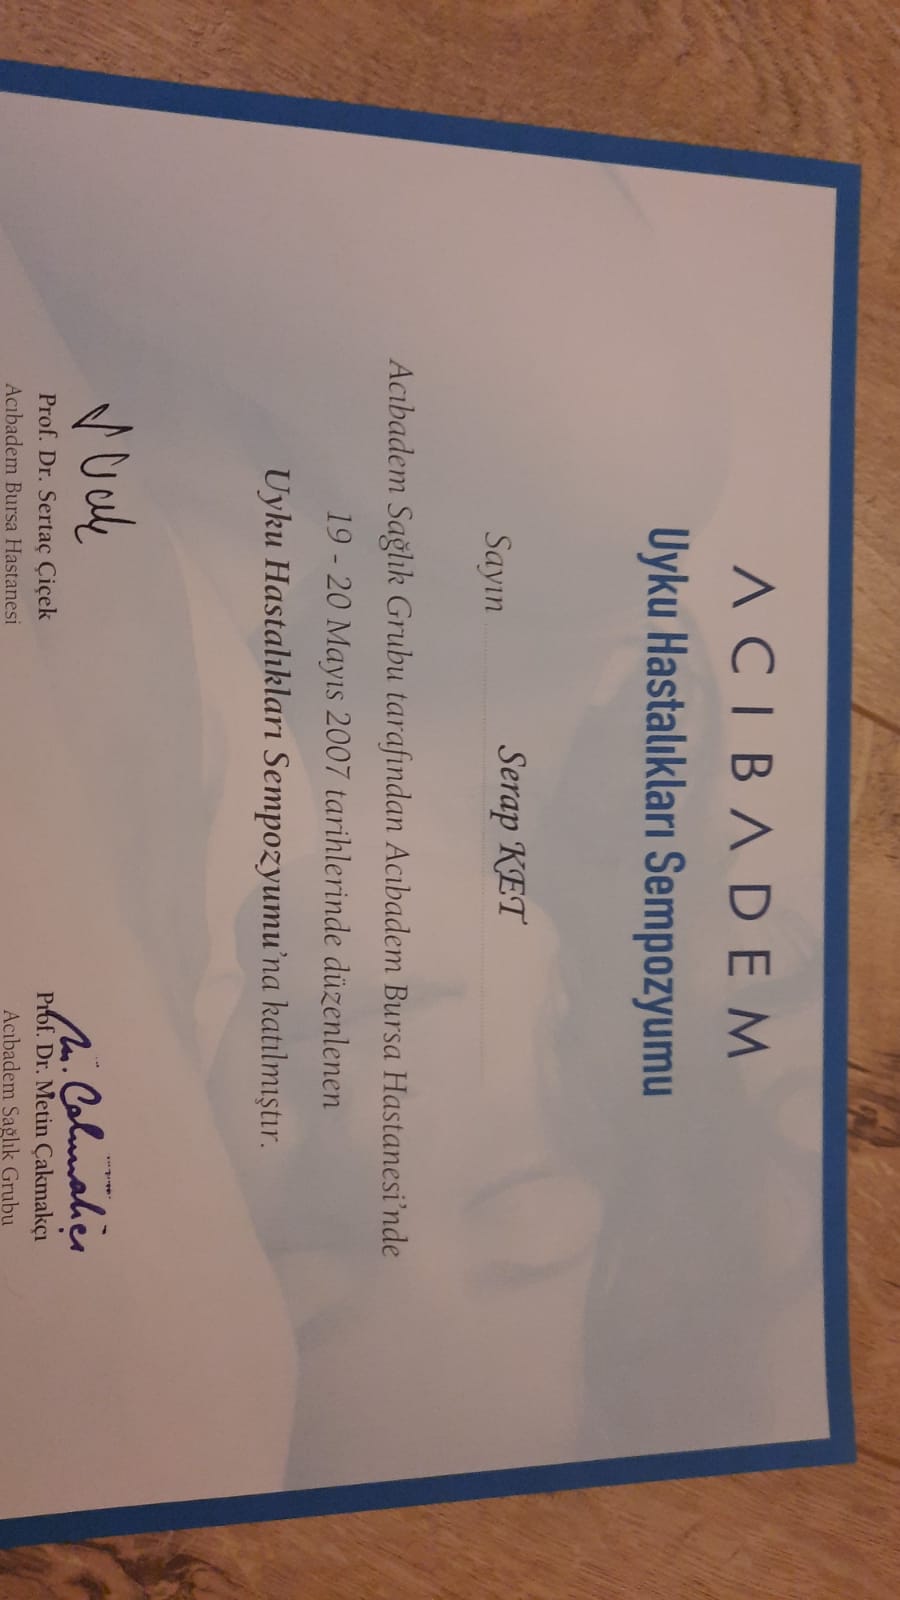 ACIBADEM
Uyku Hastalıkları Sempozyumu
Sayın Serap KET
Acıbadem Sağlık Grubu tarafından Acıbadem Bursa Hastanesi'nde
19 - 20 Mayıs 2007 tarihlerinde düzenlenen
Uyku Hastalıkları Sempozyumu'na katılmıştır.
Prof. Dr. Sertaç Çiçek
Acıbadem Bursa Hastanesi
M. Çakmakçı
Prof. Dr. Metin Çakmakçı
Acıbadem Sağlık Grubu